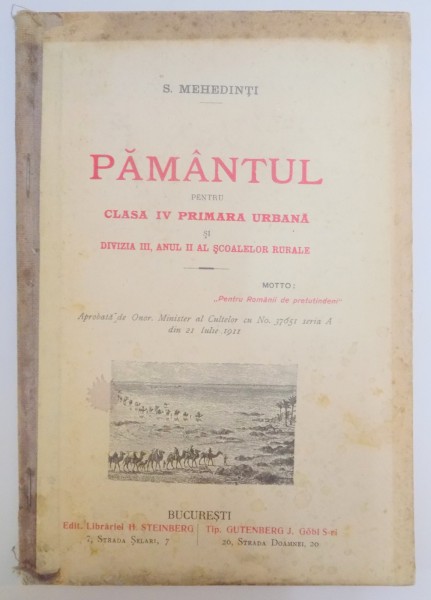 S. MEHEDINȚI
PĂMÂNTUL
PENTRU
CLASA IV PRIMARA URBANĂ
ȘI
DIVIZIA III, ANUL II AL ȘCOALELOR RURALE
MOTTO:
„Pentru Românii de pretutindeni"
Aprobată de Onor. Minister al Cultelor cu No. 37651 seria A
din 21 Iulie 1911
BUCUREȘTI
Edit. Librăriei H. STEINBERG | Tip. GUTENBERG J. Göbl S-ri
7, Strada Șelari, 7 | 20, Strada Doamnei, 20